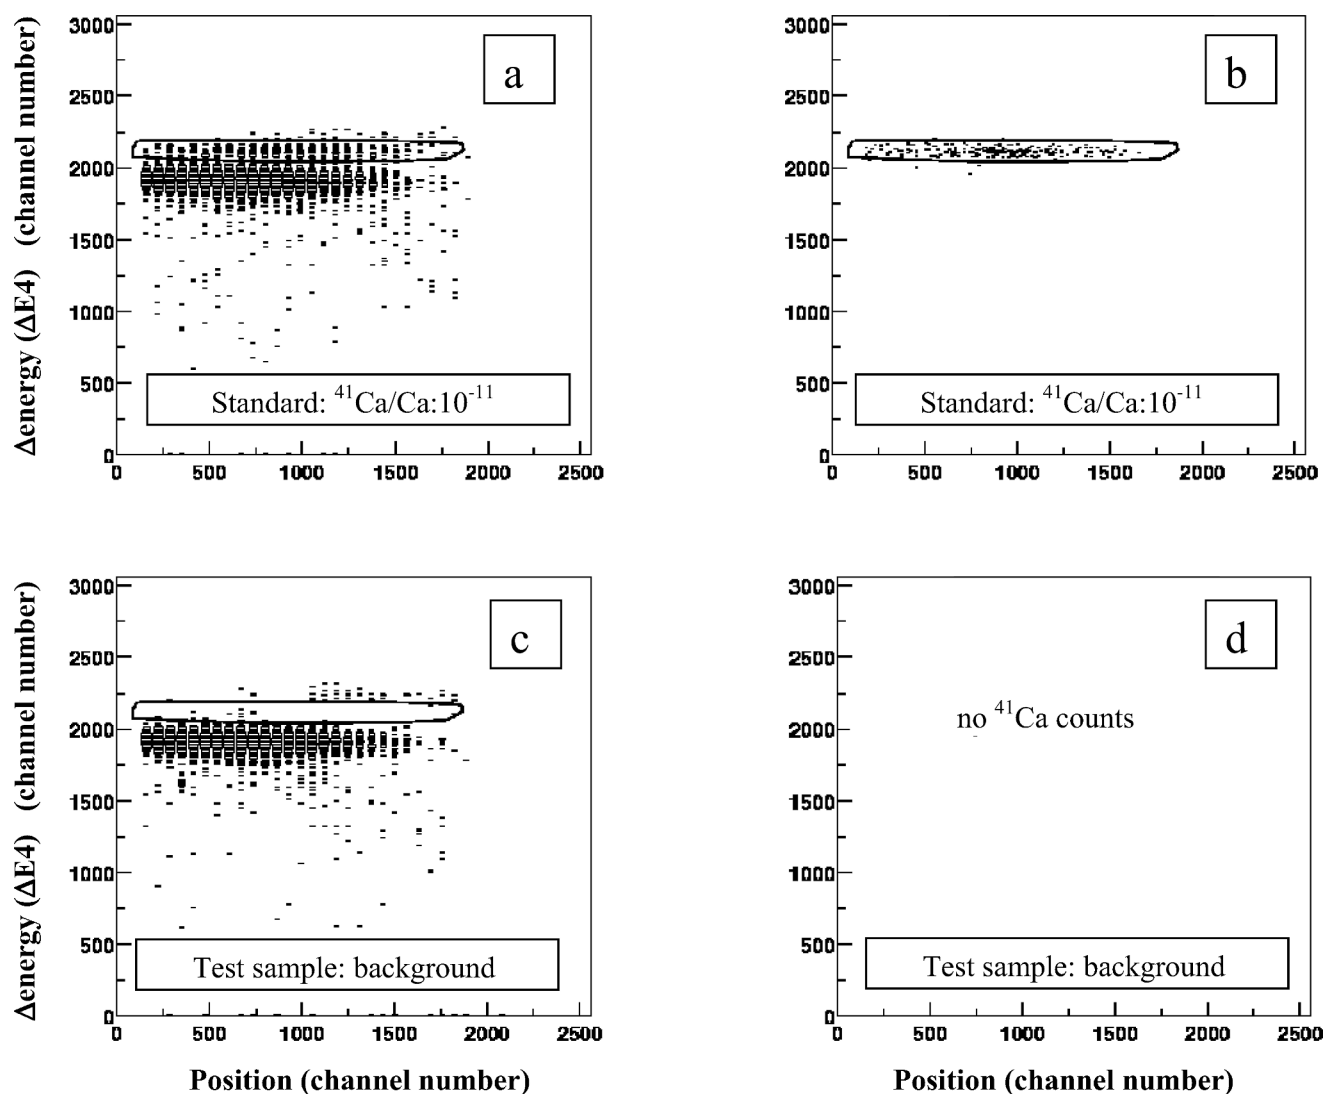 Δenergy (ΔE4) (channel number)
3000
2500
2000
1500
1000
500
0
a
Standard: ⁴¹Ca/Ca:10⁻¹¹
0 500 1000 1500 2000 2500
3000
2500
2000
1500
1000
500
0
b
Standard: ⁴¹Ca/Ca:10⁻¹¹
0 500 1000 1500 2000 2500
Δenergy (ΔE4) (channel number)
3000
2500
2000
1500
1000
500
0
c
Test sample: background
0 500 1000 1500 2000 2500
Position (channel number)
3000
2500
2000
1500
1000
500
0
d
no ⁴¹Ca counts
Test sample: background
0 500 1000 1500 2000 2500
Position (channel number)